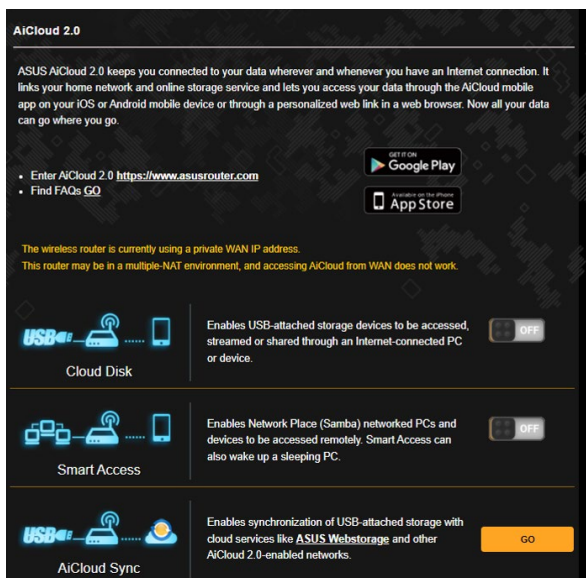 AiCloud 2.0
ASUS AiCloud 2.0 keeps you connected to your data wherever and whenever you have an Internet connection. It
links your home network and online storage service and lets you access your data through the AiCloud mobile
app on your iOS or Android mobile device or through a personalized web link in a web browser. Now all your data
can go where you go.
GET IT ON
Google Play
Enter AiCloud 2.0 https://www.asusrouter.com
Find FAQs GO
Available on the iPhone
App Store
The wireless router is currently using a private WAN IP address.
This router may be in a multiple-NAT environment, and accessing AiCloud from WAN does not work.
USB
Cloud Disk
Enables USB-attached storage devices to be accessed,
streamed or shared through an Internet-connected PC
or device.
OFF
Smart Access
Enables Network Place (Samba) networked PCs and
devices to be accessed remotely. Smart Access can
also wake up a sleeping PC.
OFF
USB
AiCloud Sync
Enables synchronization of USB-attached storage with
cloud services like ASUS Webstorage and other
AiCloud 2.0-enabled networks.
GO